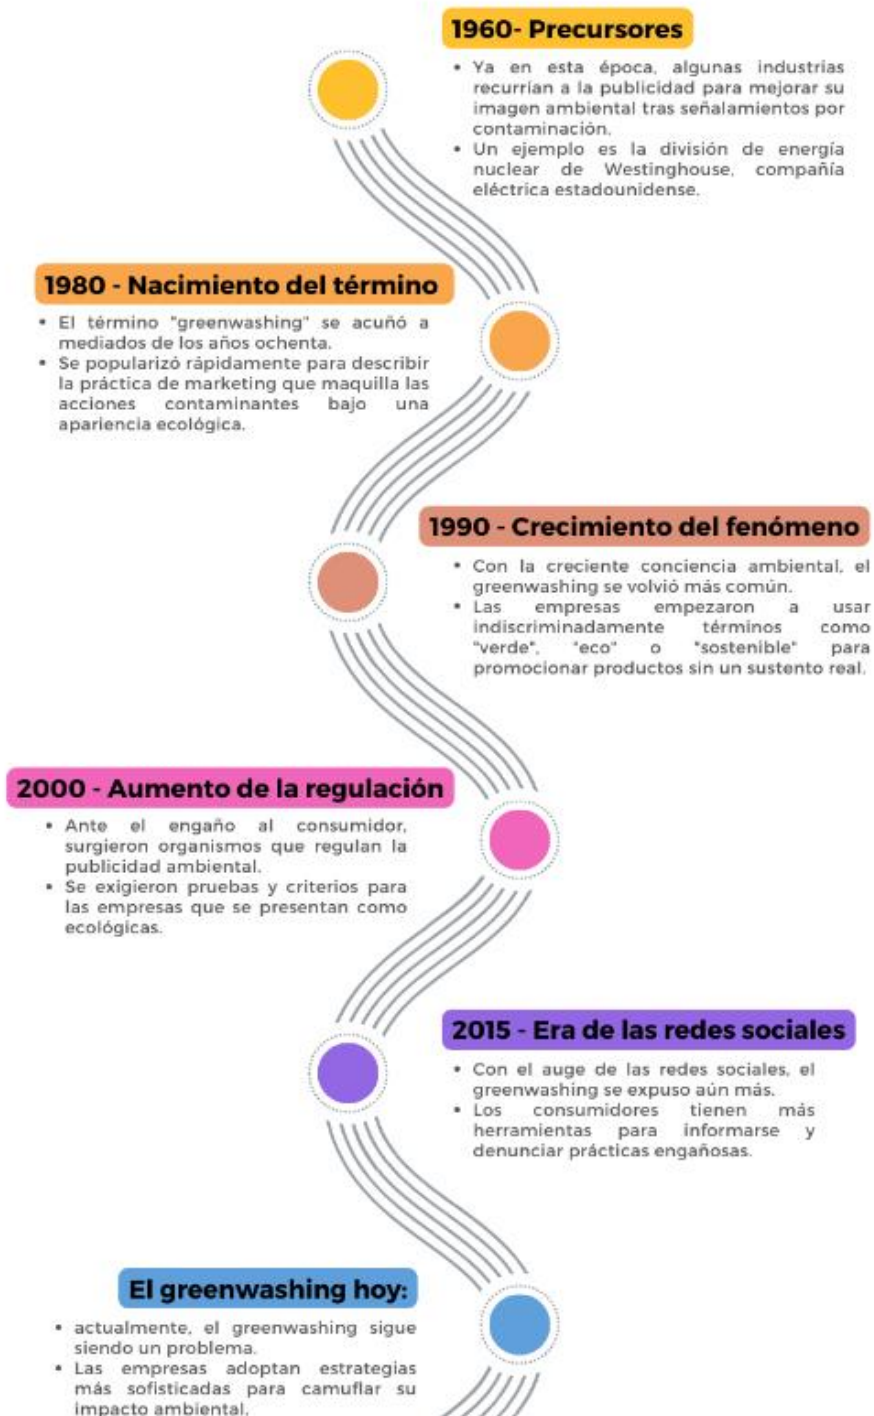 1960- Precursores
• Ya en esta época, algunas industrias
recurrían a la publicidad para mejorar su
imagen ambiental tras señalamientos por
contaminación.
• Un ejemplo es la división de energía
nuclear de Westinghouse, compañía
eléctrica estadounidense.
1980 - Nacimiento del término
• El término "greenwashing" se acuñó a
mediados de los años ochenta.
• Se popularizó rápidamente para describir
la práctica de marketing que maquilla las
acciones contaminantes bajo una
apariencia ecológica.
1990 - Crecimiento del fenómeno
• Con la creciente conciencia ambiental, el
greenwashing se volvió más común.
• Las empresas empezaron a usar
indiscriminadamente términos como
"verde", "eco" o "sostenible" para
promocionar productos sin un sustento real.
2000 - Aumento de la regulación
• Ante el engaño al consumidor,
surgieron organismos que regulan la
publicidad ambiental.
• Se exigieron pruebas y criterios para
las empresas que se presentan como
ecológicas.
2015 - Era de las redes sociales
• Con el auge de las redes sociales, el
greenwashing se expuso aún más.
• Los consumidores tienen más
herramientas para informarse y
denunciar prácticas engañosas.
El greenwashing hoy:
• actualmente, el greenwashing sigue
siendo un problema.
• Las empresas adoptan estrategias
más sofisticadas para camuflar su
impacto ambiental.